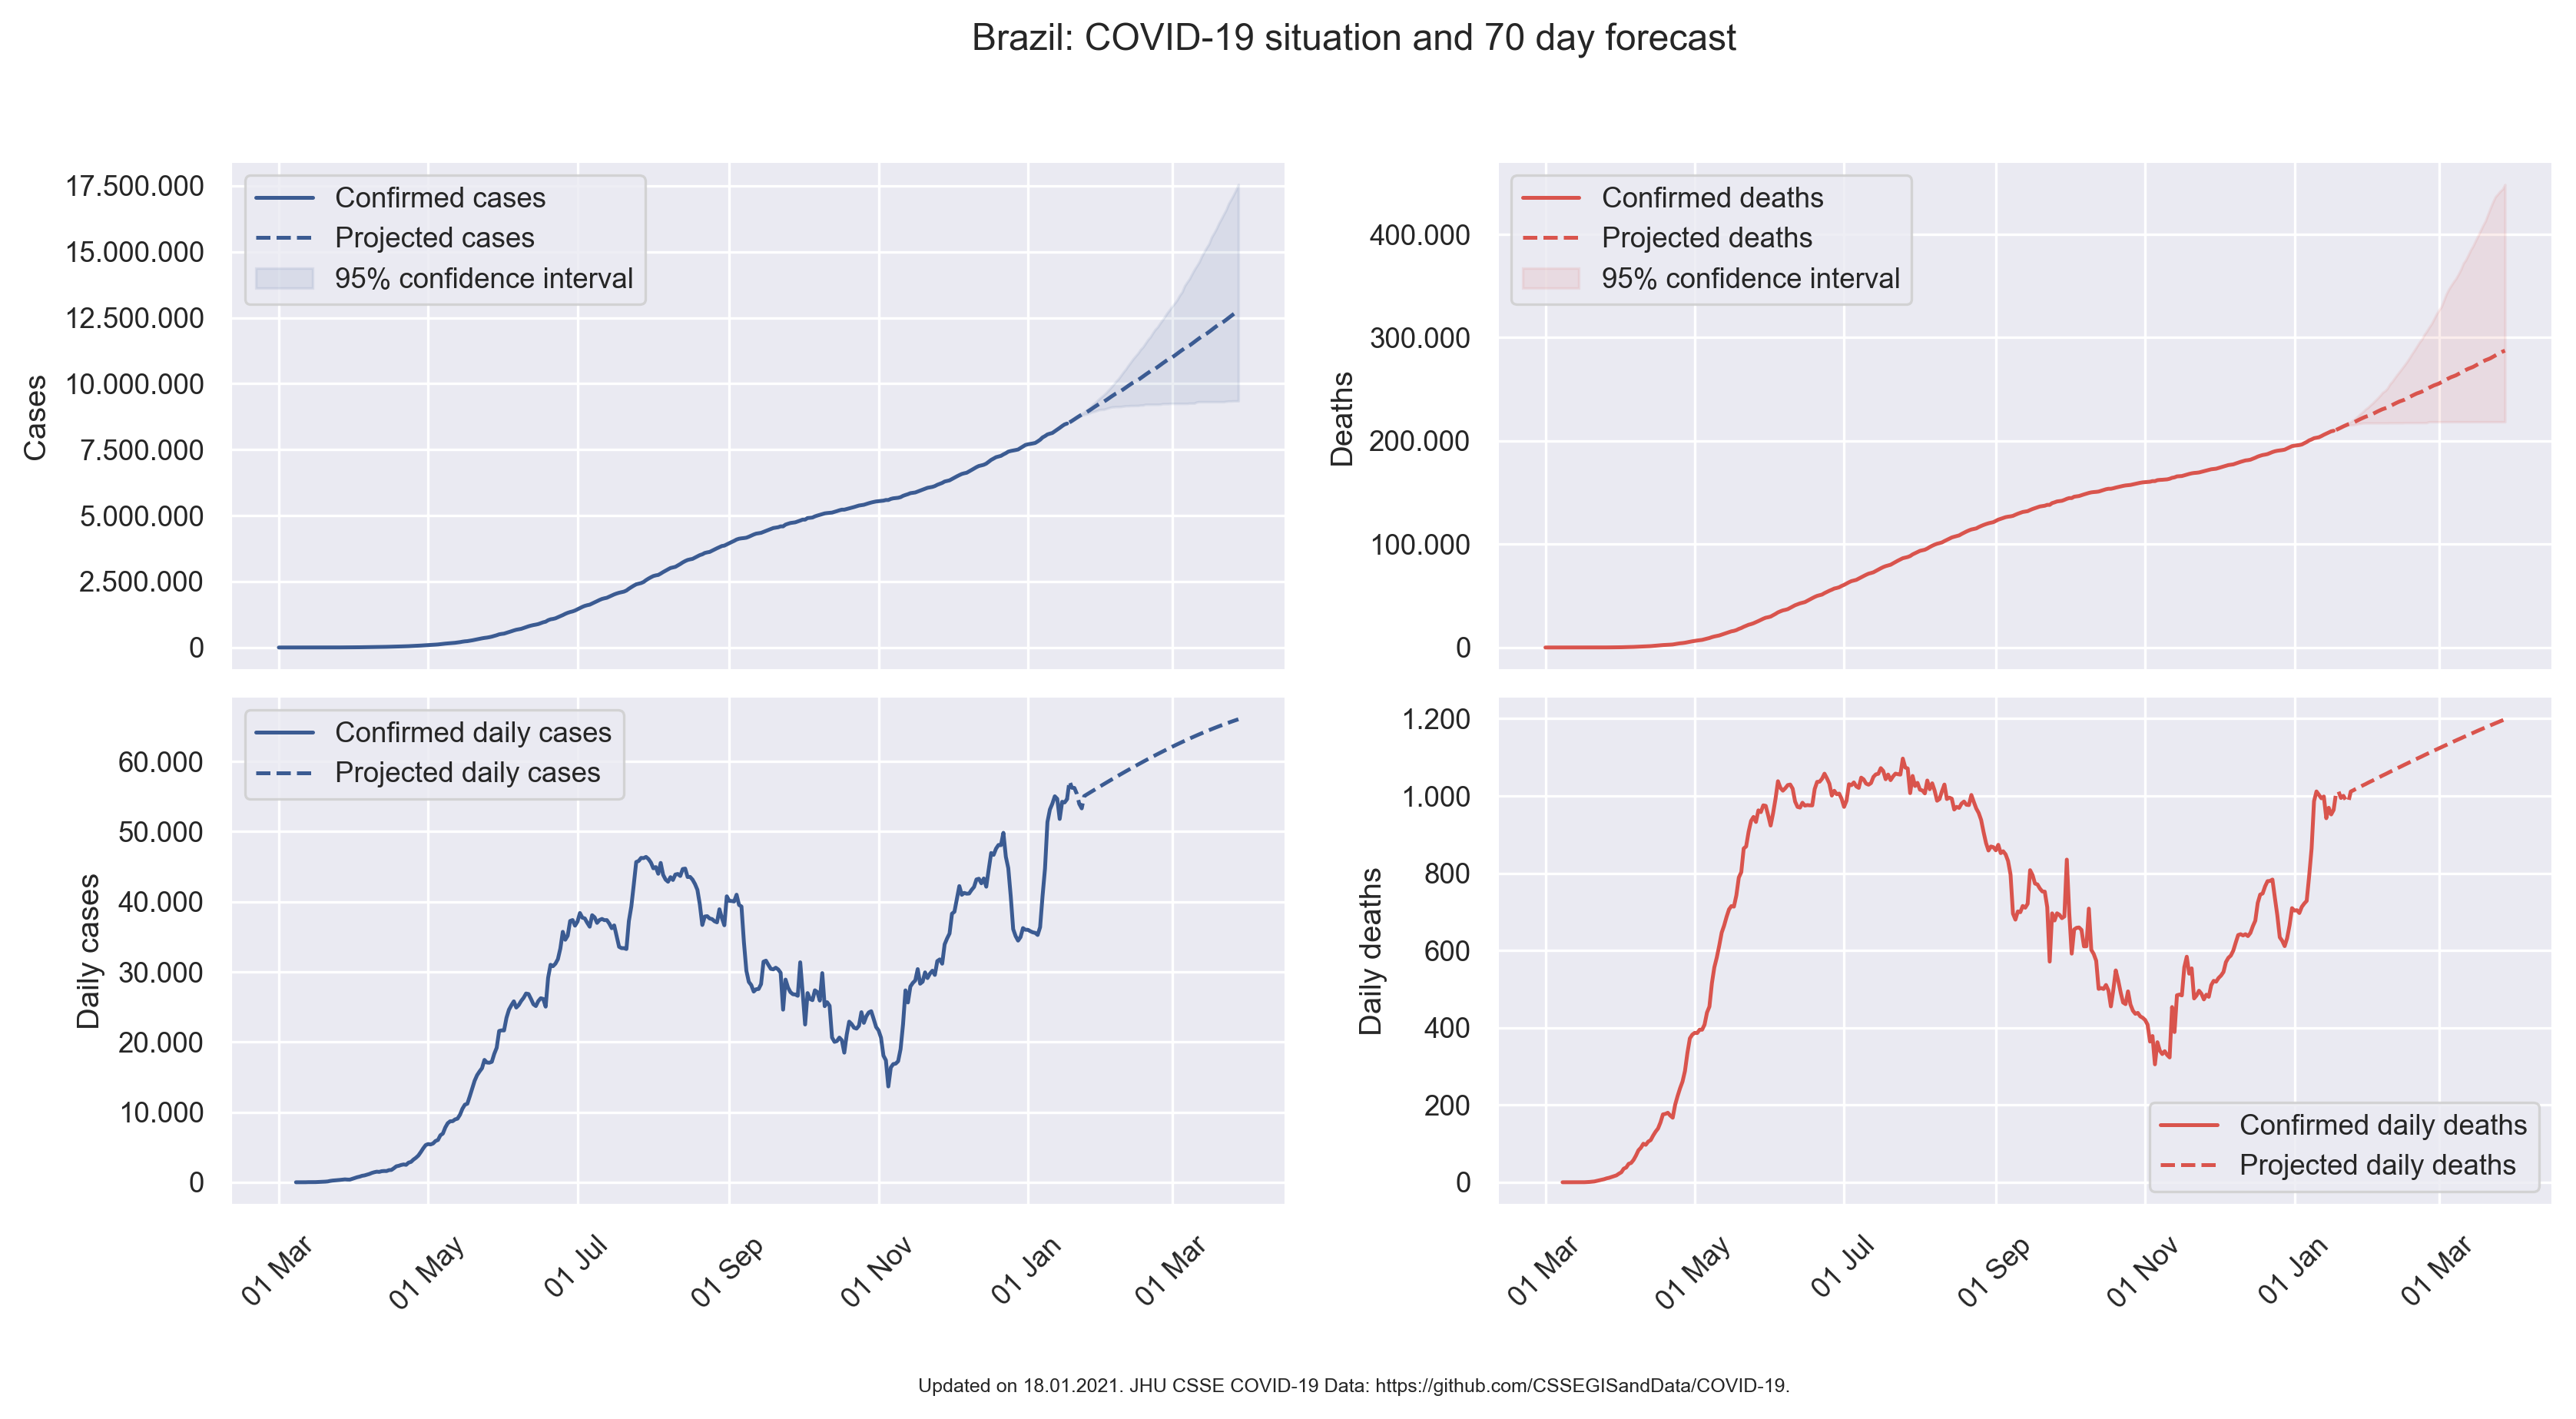 Brazil: COVID-19 situation and 70 day forecast
Cases
17.500.000
15.000.000
12.500.000
10.000.000
7.500.000
5.000.000
2.500.000
0
Confirmed cases
Projected cases
95% confidence interval
Deaths
400.000
300.000
200.000
100.000
0
Confirmed deaths
Projected deaths
95% confidence interval
Daily cases
60.000
50.000
40.000
30.000
20.000
10.000
0
Confirmed daily cases
Projected daily cases
01 Mar
01 May
01 Jul
01 Sep
01 Nov
01 Jan
01 Mar
Daily deaths
1.200
1.000
800
600
400
200
0
Confirmed daily deaths
Projected daily deaths
01 Mar
01 May
01 Jul
01 Sep
01 Nov
01 Jan
01 Mar
Updated on 18.01.2021. JHU CSSE COVID-19 Data: https://github.com/CSSEGISandData/COVID-19.